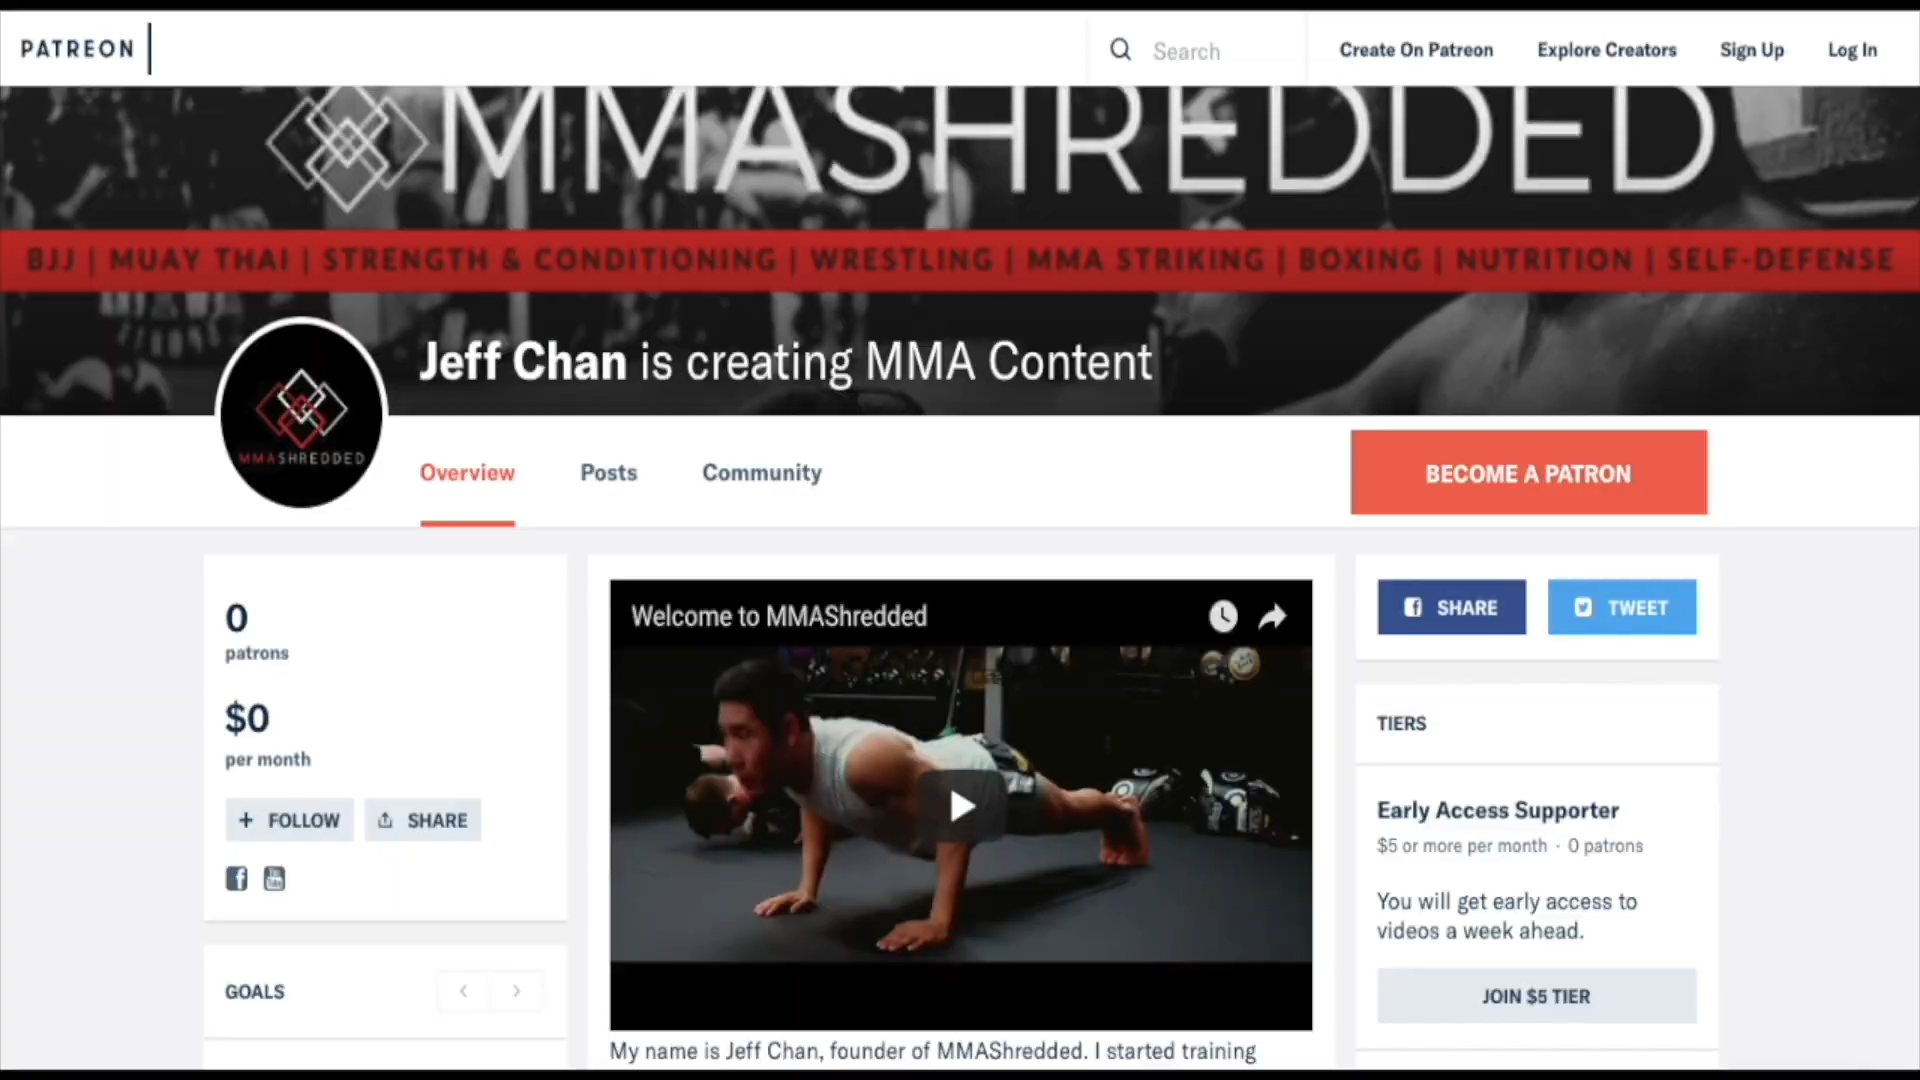 PATREON
Search
Create On Patreon
Explore Creators
Sign Up
Log In
MMASHREDDED
BJJ | MUAY THAI | STRENGTH & CONDITIONING | WRESTLING | MMA STRIKING | BOXING | NUTRITION | SELF-DEFENSE
Jeff Chan is creating MMA Content
MMASHREDDED
Overview
Posts
Community
BECOME A PATRON
0
patrons
$0
per month
+ FOLLOW
SHARE
GOALS
Welcome to MMAShredded
My name is Jeff Chan, founder of MMAShredded. I started training
SHARE
TWEET
TIERS
Early Access Supporter
$5 or more per month · 0 patrons
You will get early access to
videos a week ahead.
JOIN $5 TIER